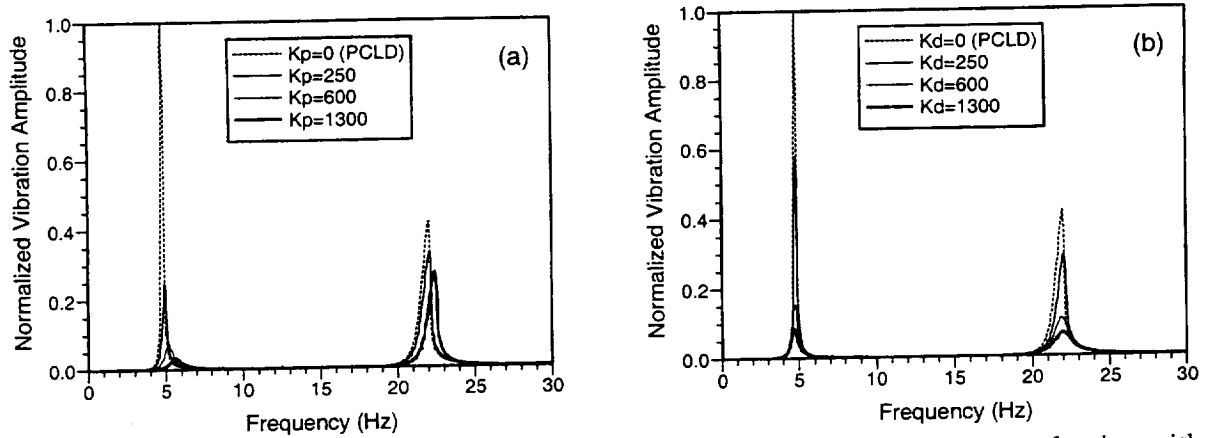 Normalized Vibration Amplitude
1.0
0.8
0.6
0.4
0.2
0.0
Kp=0 (PCLD)
Kp=250
Kp=600
Kp=1300
(a)
0 5 10 15 20 25 30
Frequency (Hz)
Normalized Vibration Amplitude
1.0
0.8
0.6
0.4
0.2
0.0
Kd=0 (PCLD)
Kd=250
Kd=600
Kd=1300
(b)
0 5 10 15 20 25 30
Frequency (Hz)